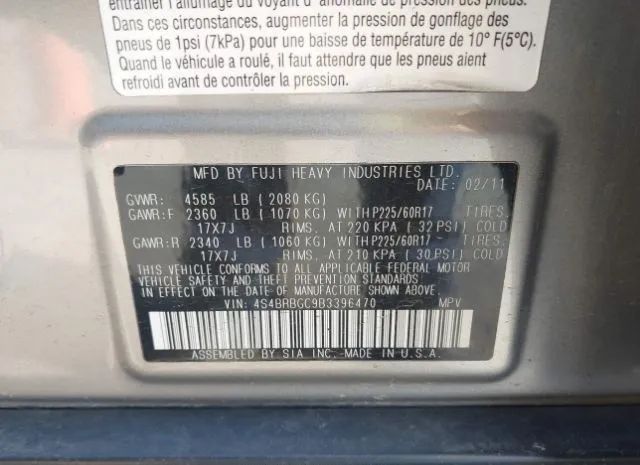 entraîner l'allumage du voyant d'anomalie de pression des pneus.
Dans ces circonstances, augmenter la pression de gonflage des
pneus de 1psi (7kPa) pour une baisse de température de 10° F(5°C).
Quand le véhicule a roulé, il faut attendre que les pneus aient
refroidi avant de contrôler la pression.
MFD BY FUJI HEAVY INDUSTRIES LTD.
DATE: 02/11
GVWR: 4585 LB ( 2080 KG)
GAWR:F 2360 LB ( 1070 KG) WITH P225/60R17 TIRES,
17X7J RIMS, AT 220 KPA ( 32 PSI) COLD
GAWR:R 2340 LB ( 1060 KG) WITH P225/60R17 TIRES,
17X7J RIMS, AT 210 KPA ( 30 PSI) COLD
THIS VEHICLE CONFORMS TO ALL APPLICABLE FEDERAL MOTOR
VEHICLE SAFETY AND THEFT PREVENTION STANDARDS
IN EFFECT ON THE DATE OF MANUFACTURE SHOWN ABOVE.
VIN: 4S4BRBGC9B3396470 MPV
ASSEMBLED BY SIA INC.-MADE IN U.S.A.